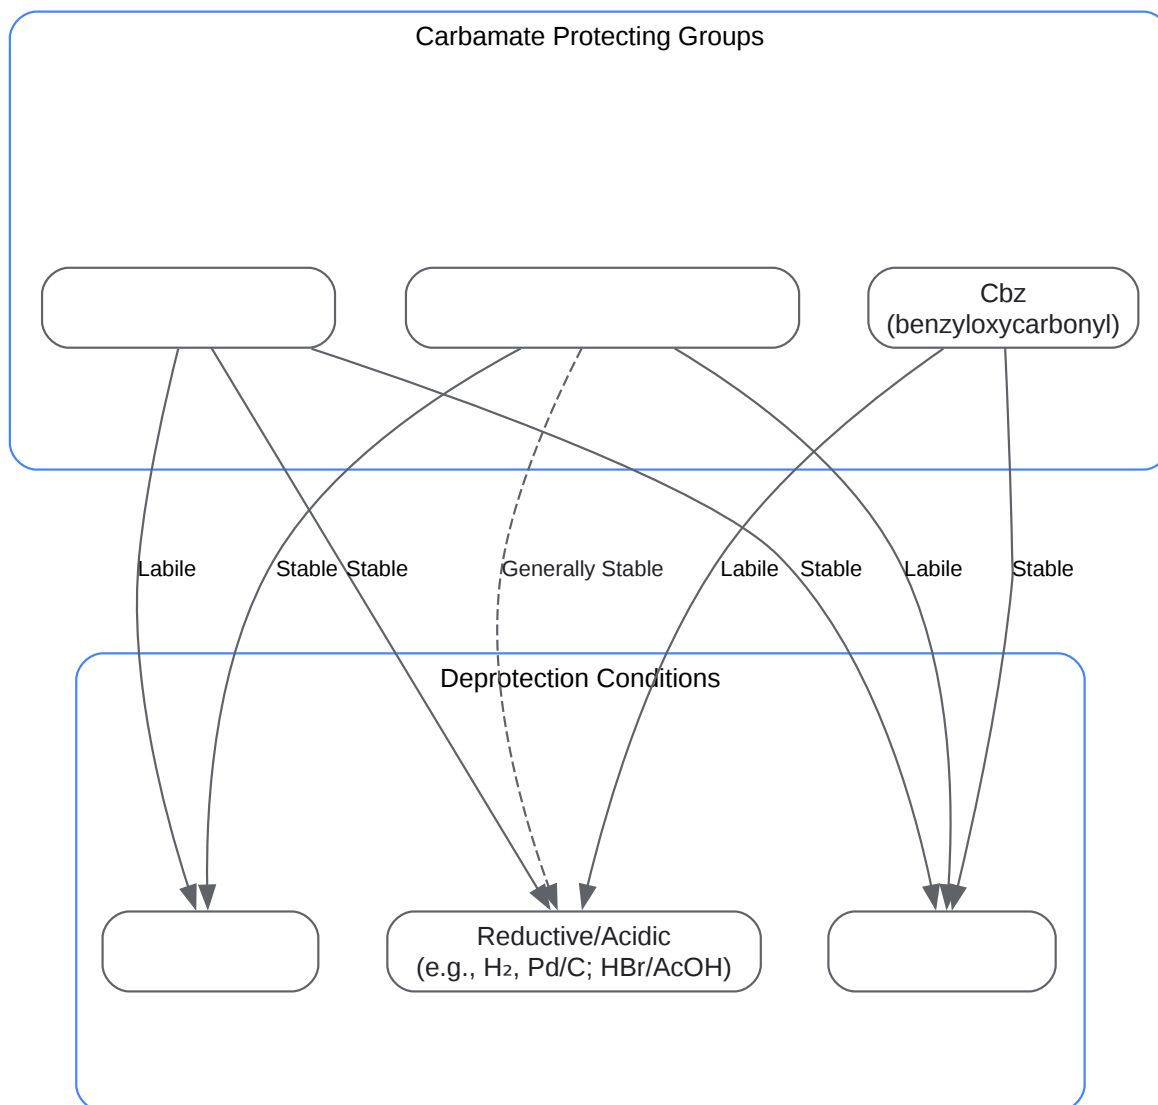 Carbamate Protecting Groups
Cbz
(benzyloxycarbonyl)
Labile
Stable
Stable
Generally Stable
Labile
Stable
Labile
Stable
Deprotection Conditions
Reductive/Acidic
(e.g., H₂, Pd/C; HBr/AcOH)